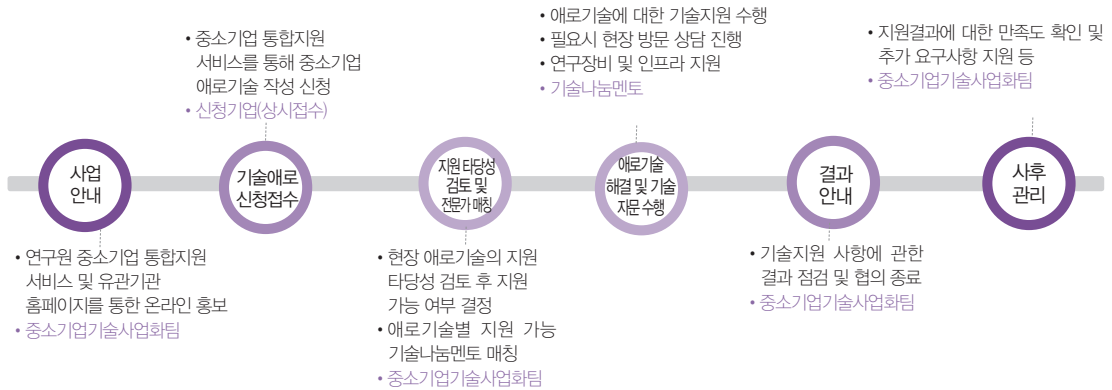 사업
안내
• 연구원 중소기업 통합지원
서비스 및 유관기관
홈페이지를 통한 온라인 홍보
• 중소기업기술사업화팀
• 중소기업 통합지원
서비스를 통해 중소기업
애로기술 작성 신청
• 신청기업(상시접수)
기술애로
신청접수
지원 타당성
검토 및
전문가 매칭
• 현장 애로기술의 지원
타당성 검토 후 지원
가능 여부 결정
• 애로기술별 지원 가능
기술나눔멘토 매칭
• 중소기업기술사업화팀
• 애로기술에 대한 기술지원 수행
• 필요시 현장 방문 상담 진행
• 연구장비 및 인프라 지원
• 기술나눔멘토
애로기술
해결 및 기술
자문 수행
결과
안내
• 기술지원 사항에 관한
결과 점검 및 협의 종료
• 중소기업기술사업화팀
• 지원결과에 대한 만족도 확인 및
추가 요구사항 지원 등
• 중소기업기술사업화팀
사후
관리